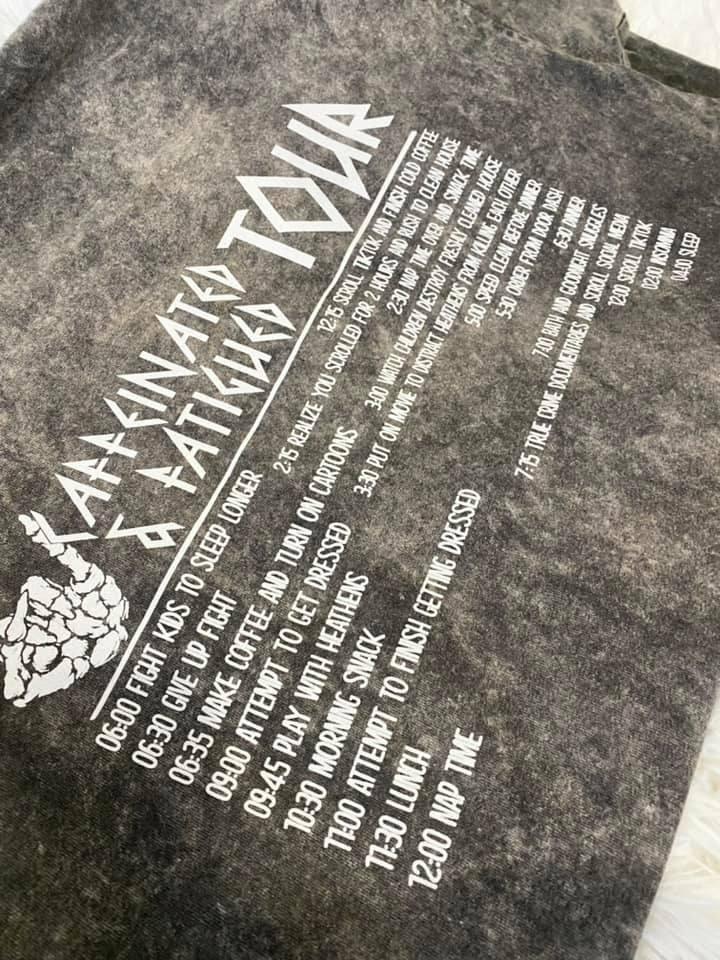 KAFFEINATED
& FATIGUED
TOUR
06:00 FIGHT KIDS TO SLEEP LONGER
06:30 GIVE UP FIGHT
06:35 MAKE COFFEE AND TURN ON CARTOONS
09:00 ATTEMPT TO GET DRESSED
09:45 PLAY WITH HEATHENS
10:30 MORNING SNACK
11:00 ATTEMPT TO FINISH GETTING DRESSED
11:30 LUNCH
12:00 NAP TIME
12:15 SCROLL TIKTOK AND FINISH COLD COFFEE
2:15 REALIZE YOU SCROLLED FOR 2 HOURS AND RUSH TO CLEAN HOUSE
2:30 NAP TIME OVER AND SNACK TIME
3:00 WATCH CHILDREN DESTROY FRESHLY CLEANED HOUSE
3:30 PUT ON MOVIE TO DISTRACT HEATHENS FROM KILLING EACH OTHER
5:00 SPEED CLEAN BEFORE DINNER
5:30 ORDER FROM DOOR DASH
6:30 DINNER
7:00 BATH AND GOODNIGHT SNUGGLES
7:15 TRUE CRIME DOCUMENTARIES AND SCROLL SOCIAL MEDIA
12:00 SCROLL TIKTOK
02:00 INSOMNIA
04:00 SLEEP